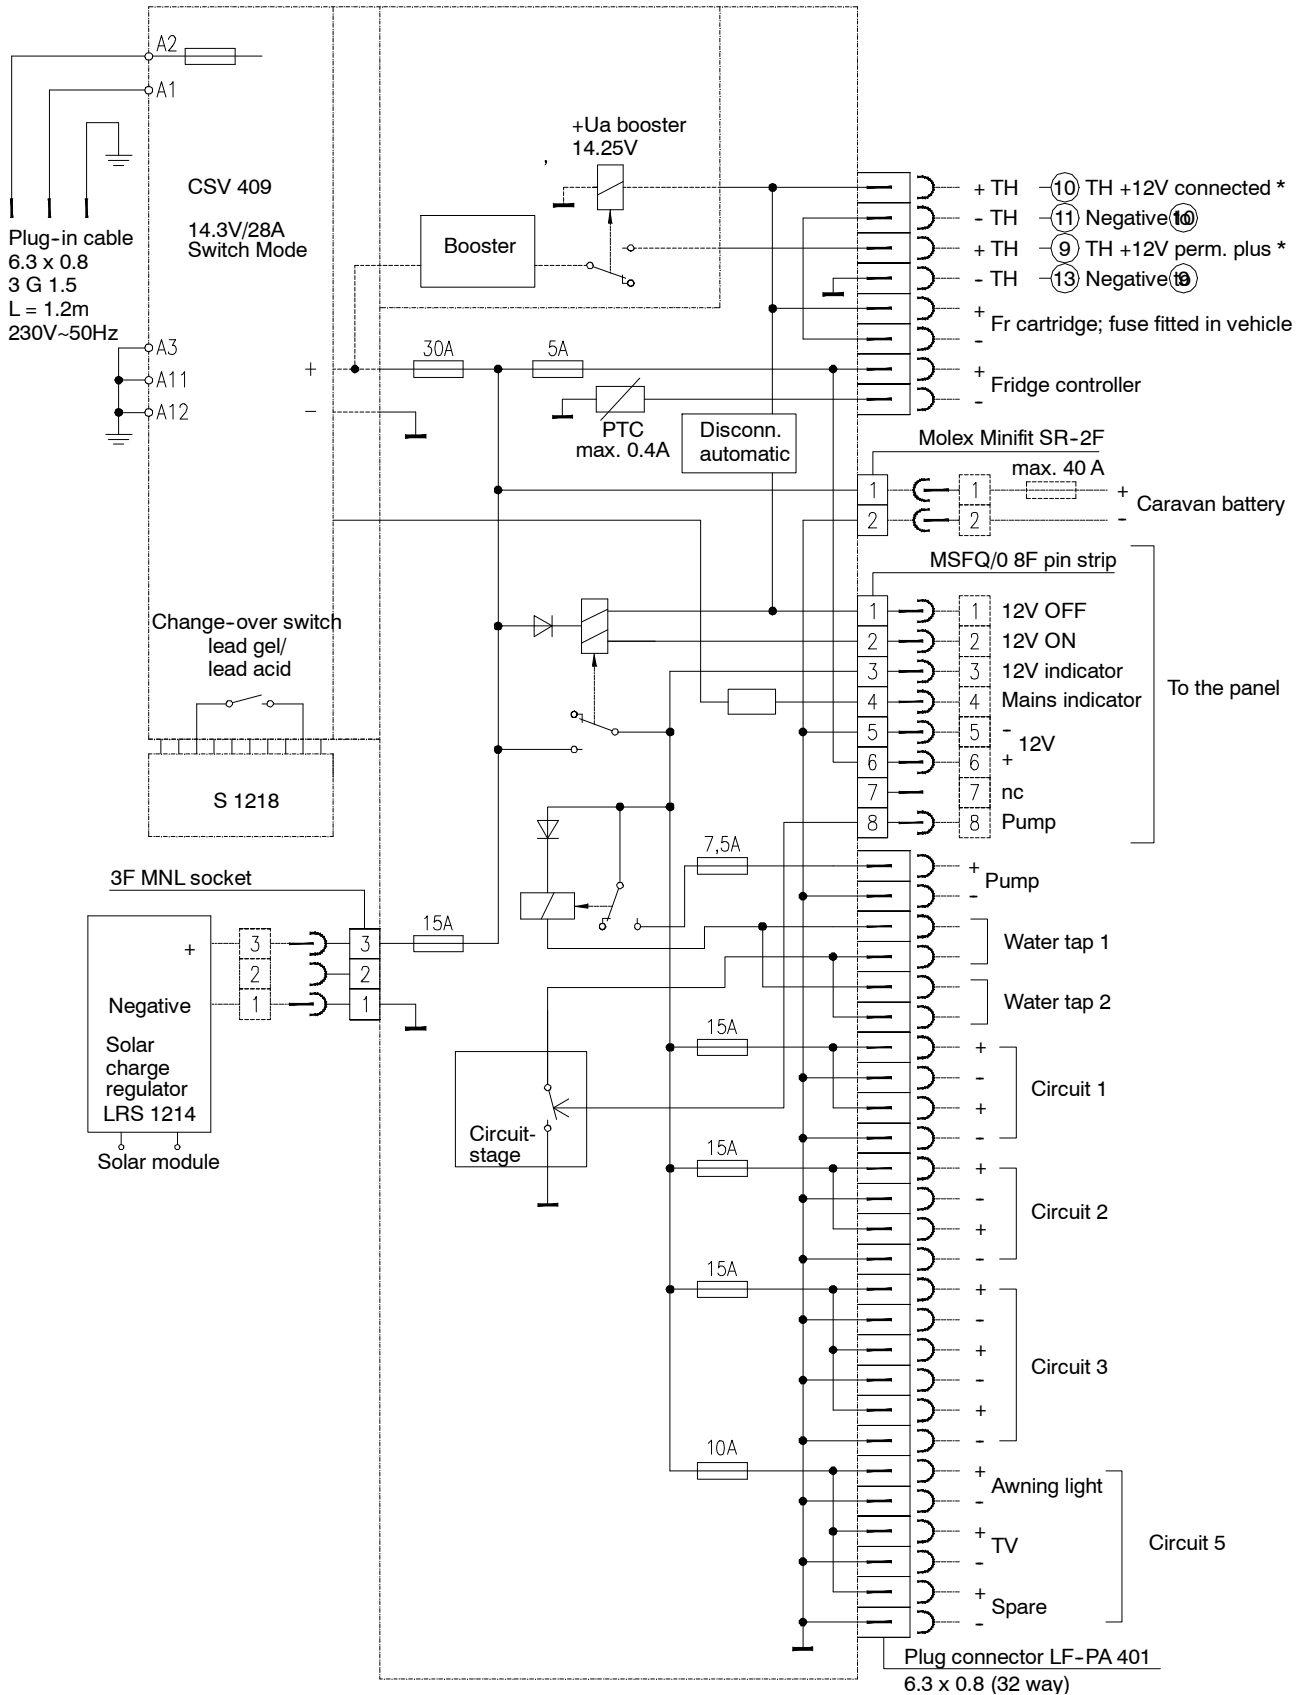 A2
A1
+Ua booster
14.25V
CSV 409
14.3V/28A
Switch Mode
Booster
Plug-in cable
6.3 x 0.8
3 G 1.5
L = 1.2m
230V~50Hz
A3
A11
A12
+
-
30A
5A
PTC
max. 0.4A
Disconn.
automatic
+ TH 10 TH +12V connected *
- TH 11 Negative 10
+ TH 9 TH +12V perm. plus *
- TH 13 Negative 9
+
-
Fr cartridge; fuse fitted in vehicle
+
-
Fridge controller
Molex Minifit SR-2F
max. 40 A
1 1 +
2 2 -
Caravan battery
MSFQ/0 8F pin strip
1 1 12V OFF
2 2 12V ON
3 3 12V indicator
4 4 Mains indicator
5 5 -
12V
6 6 +
7 7 nc
8 8 Pump
To the panel
Change-over switch
lead gel/
lead acid
S 1218
3F MNL socket
+ 3 3
2 2
Negative 1 1
Solar
charge
regulator
LRS 1214
Solar module
15A
7,5A
+
Pump
-
Water tap 1
Water tap 2
Circuit-
stage
15A
+
-
+
-
Circuit 1
15A
+
-
+
-
Circuit 2
15A
+
-
+
-
+
-
Circuit 3
10A
+
Awning light
-
+
TV
-
+
Spare
-
Circuit 5
Plug connector LF-PA 401
6.3 x 0.8 (32 way)